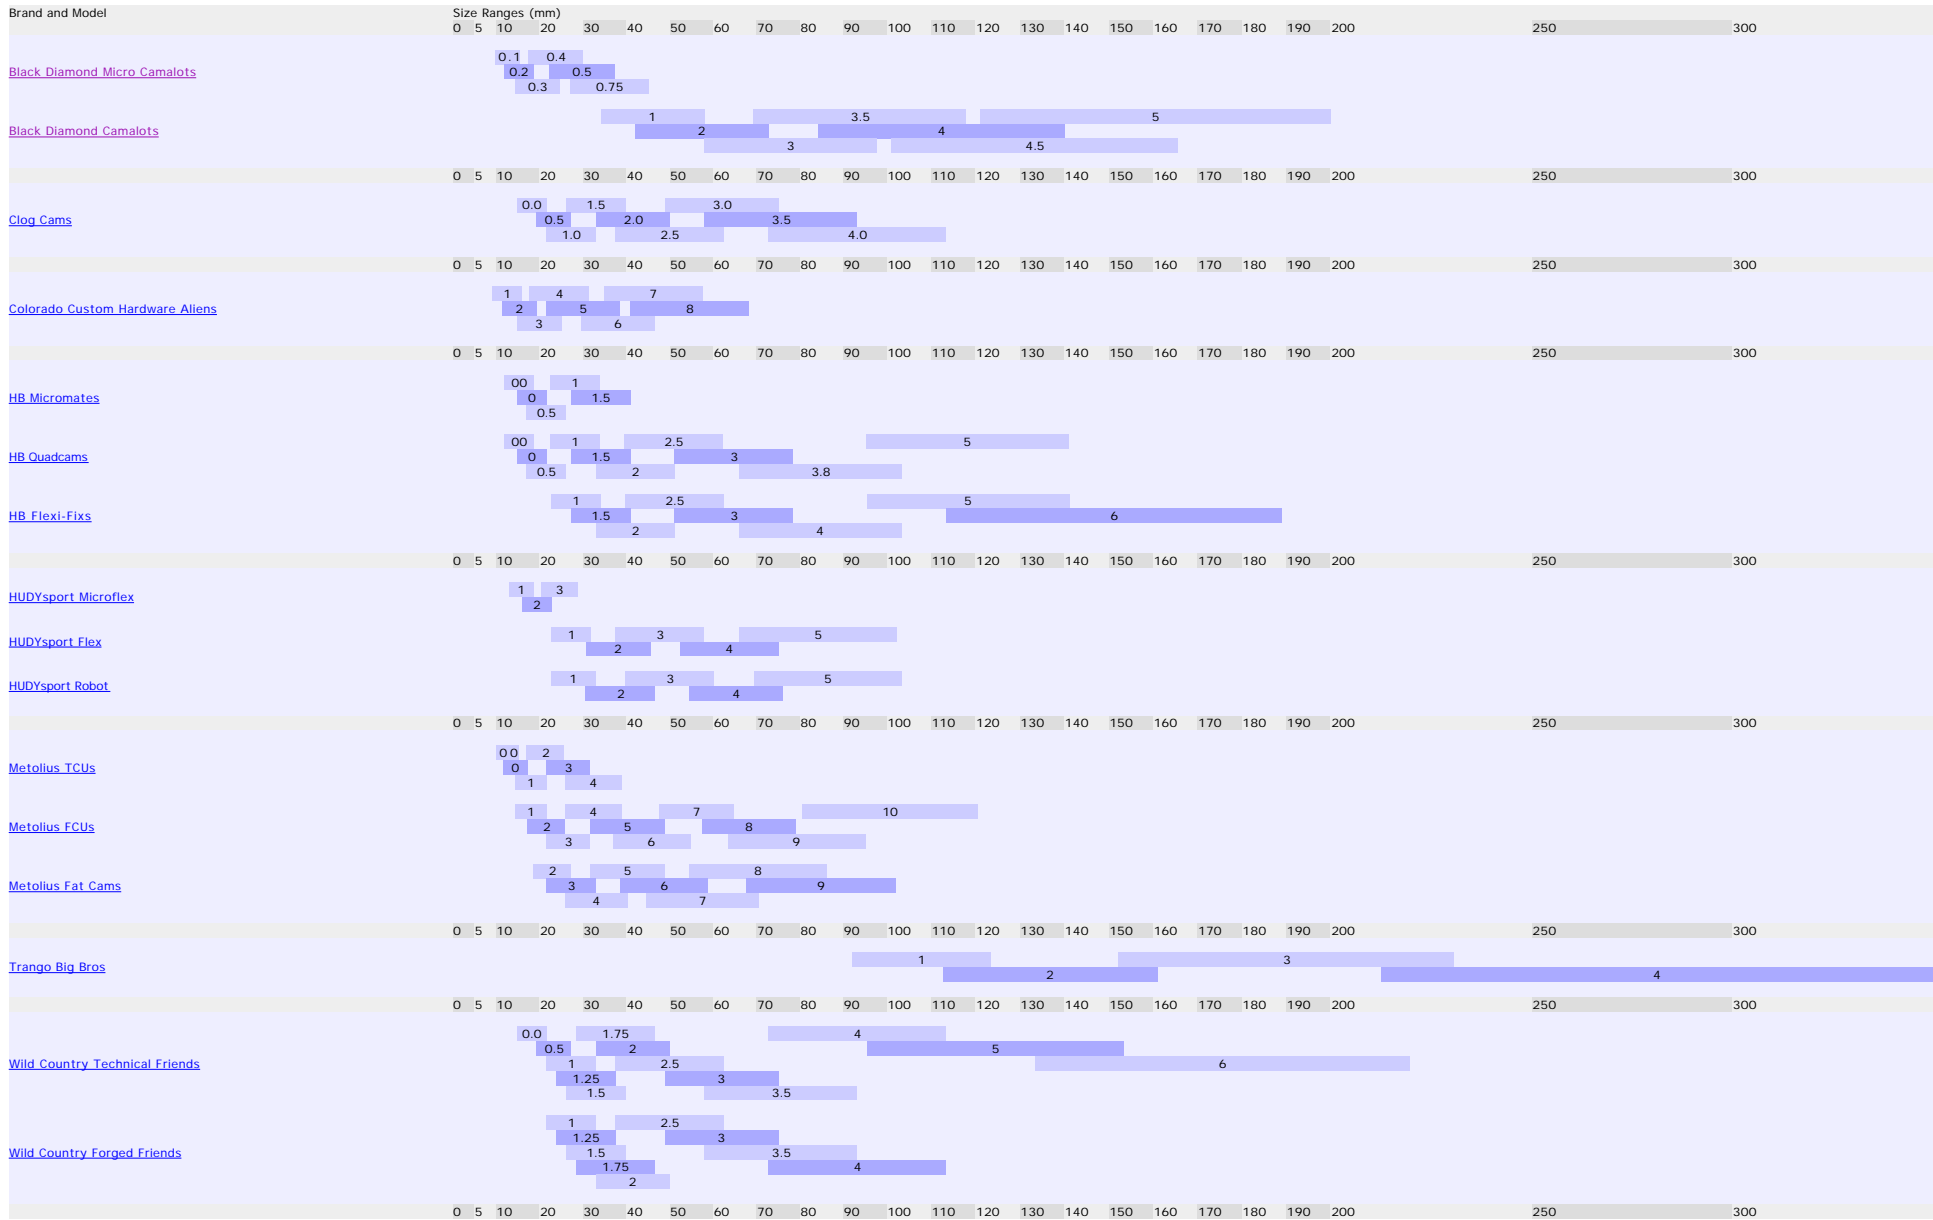 Brand and Model Size Ranges (mm)
0 5 10 20 30 40 50 60 70 80 90 100 110 120 130 140 150 160 170 180 190 200 250 300
0.1 0.4
Black Diamond Micro Camalots 0.2 0.5
0.3 0.75
1 3.5 5
Black Diamond Camalots 2 4
3 4.5
0 5 10 20 30 40 50 60 70 80 90 100 110 120 130 140 150 160 170 180 190 200 250 300
0.0 1.5 3.0
Clog Cams 0.5 2.0 3.5
1.0 2.5 4.0
0 5 10 20 30 40 50 60 70 80 90 100 110 120 130 140 150 160 170 180 190 200 250 300
1 4 7
Colorado Custom Hardware Aliens 2 5 8
3 6
0 5 10 20 30 40 50 60 70 80 90 100 110 120 130 140 150 160 170 180 190 200 250 300
00 1
HB Micromates 0 1.5
0.5
00 1 2.5 5
HB Quadcams 0 1.5 3
0.5 2 3.8
1 2.5 5
HB Flexi-Fixs 1.5 3 6
2 4
0 5 10 20 30 40 50 60 70 80 90 100 110 120 130 140 150 160 170 180 190 200 250 300
1 3
HUDYsport Microflex
2
1 3 5
HUDYsport Flex
2 4
1 3 5
HUDYsport Robot
2 4
0 5 10 20 30 40 50 60 70 80 90 100 110 120 130 140 150 160 170 180 190 200 250 300
00 2
Metolius TCUs 0 3
1 4
1 4 7 10
Metolius FCUs 2 5 8
3 6 9
2 5 8
Metolius Fat Cams 3 6 9
4 7
0 5 10 20 30 40 50 60 70 80 90 100 110 120 130 140 150 160 170 180 190 200 250 300
1 3
Trango Big Bros
2 4
0 5 10 20 30 40 50 60 70 80 90 100 110 120 130 140 150 160 170 180 190 200 250 300
0.0 1.75 4
0.5 2 5
Wild Country Technical Friends 1 2.5 6
1.25 3
1.5 3.5
1 2.5
1.25 3
Wild Country Forged Friends 1.5 3.5
1.75 4
2
0 5 10 20 30 40 50 60 70 80 90 100 110 120 130 140 150 160 170 180 190 200 250 300